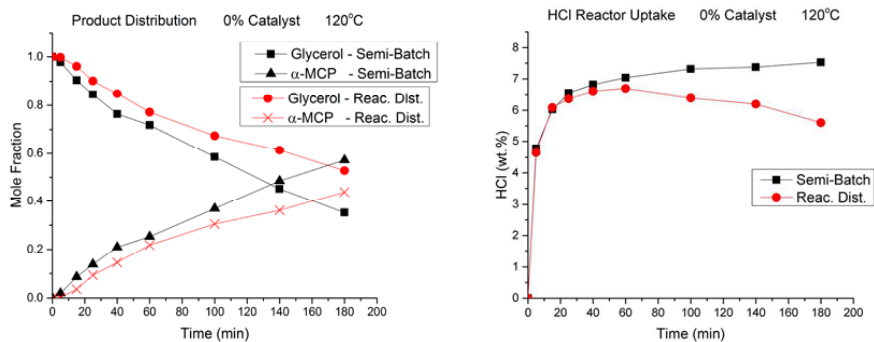 Product Distribution 0% Catalyst 120°C
Glycerol - Semi-Batch
α-MCP - Semi-Batch
Glycerol - Reac. Dist.
α-MCP - Reac. Dist.
Mole Fraction
1.0
0.8
0.6
0.4
0.2
0.0
0 20 40 60 80 100 120 140 160 180 200
Time (min)
HCl Reactor Uptake 0% Catalyst 120°C
HCl (wt.%)
8
7
6
5
4
3
2
1
0
Semi-Batch
Reac. Dist.
0 20 40 60 80 100 120 140 160 180 200
Time (min)